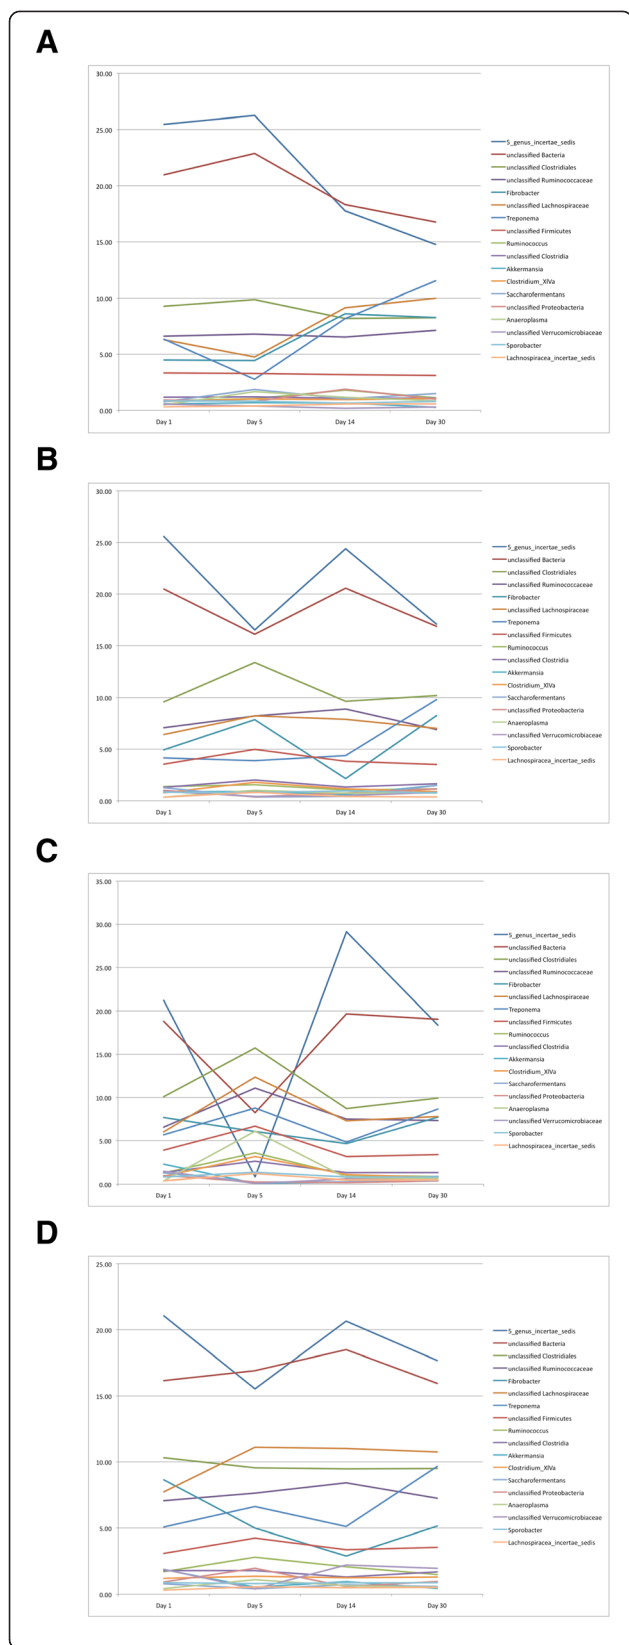 A
30.00
25.00
20.00
15.00
10.00
5.00
0.00
Day 1 Day 5 Day 14 Day 30
5_genus_incertae_sedis
unclassified Bacteria
unclassified Clostridiales
unclassified Ruminococcaceae
Fibrobacter
unclassified Lachnospiraceae
Treponema
unclassified Firmicutes
Ruminococcus
unclassified Clostridia
Akkermansia
Clostridium_XIVa
Saccharofermentans
unclassified Proteobacteria
Anaeroplasma
unclassified Verrucomicrobiaceae
Sporobacter
Lachnospiracea_incertae_sedis
B
30.00
25.00
20.00
15.00
10.00
5.00
0.00
Day 1 Day 5 Day 14 Day 30
5_genus_incertae_sedis
unclassified Bacteria
unclassified Clostridiales
unclassified Ruminococcaceae
Fibrobacter
unclassified Lachnospiraceae
Treponema
unclassified Firmicutes
Ruminococcus
unclassified Clostridia
Akkermansia
Clostridium_XIVa
Saccharofermentans
unclassified Proteobacteria
Anaeroplasma
unclassified Verrucomicrobiaceae
Sporobacter
Lachnospiracea_incertae_sedis
C
35.00
30.00
25.00
20.00
15.00
10.00
5.00
0.00
Day 1 Day 5 Day 14 Day 30
5_genus_incertae_sedis
unclassified Bacteria
unclassified Clostridiales
unclassified Ruminococcaceae
Fibrobacter
unclassified Lachnospiraceae
Treponema
unclassified Firmicutes
Ruminococcus
unclassified Clostridia
Akkermansia
Clostridium_XIVa
Saccharofermentans
unclassified Proteobacteria
Anaeroplasma
unclassified Verrucomicrobiaceae
Sporobacter
Lachnospiracea_incertae_sedis
D
25.00
20.00
15.00
10.00
5.00
0.00
Day 1 Day 5 Day 14 Day 30
5_genus_incertae_sedis
unclassified Bacteria
unclassified Clostridiales
unclassified Ruminococcaceae
Fibrobacter
unclassified Lachnospiraceae
Treponema
unclassified Firmicutes
Ruminococcus
unclassified Clostridia
Akkermansia
Clostridium_XIVa
Saccharofermentans
unclassified Proteobacteria
Anaeroplasma
unclassified Verrucomicrobiaceae
Sporobacter
Lachnospiracea_incertae_sedis